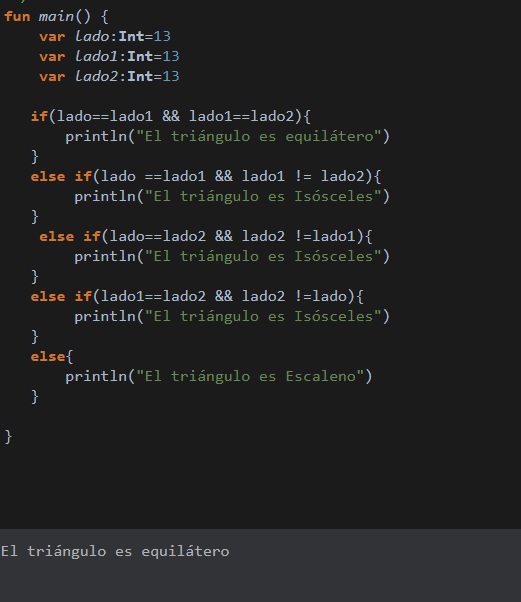 fun main() {
    var lado:Int=13
    var lado1:Int=13
    var lado2:Int=13
   if(lado==lado1 && lado1==lado2){
       println("El triángulo es equilátero")
   }
   else if(lado ==lado1 && lado1 != lado2){
        println("El triángulo es Isósceles")
   }
    else if(lado==lado2 && lado2 !=lado1){
        println("El triángulo es Isósceles")
   }
   else if(lado1==lado2 && lado2 !=lado){
        println("El triángulo es Isósceles")
   }
   else{
       println("El triángulo es Escaleno")
   }
}
El triángulo es equilátero